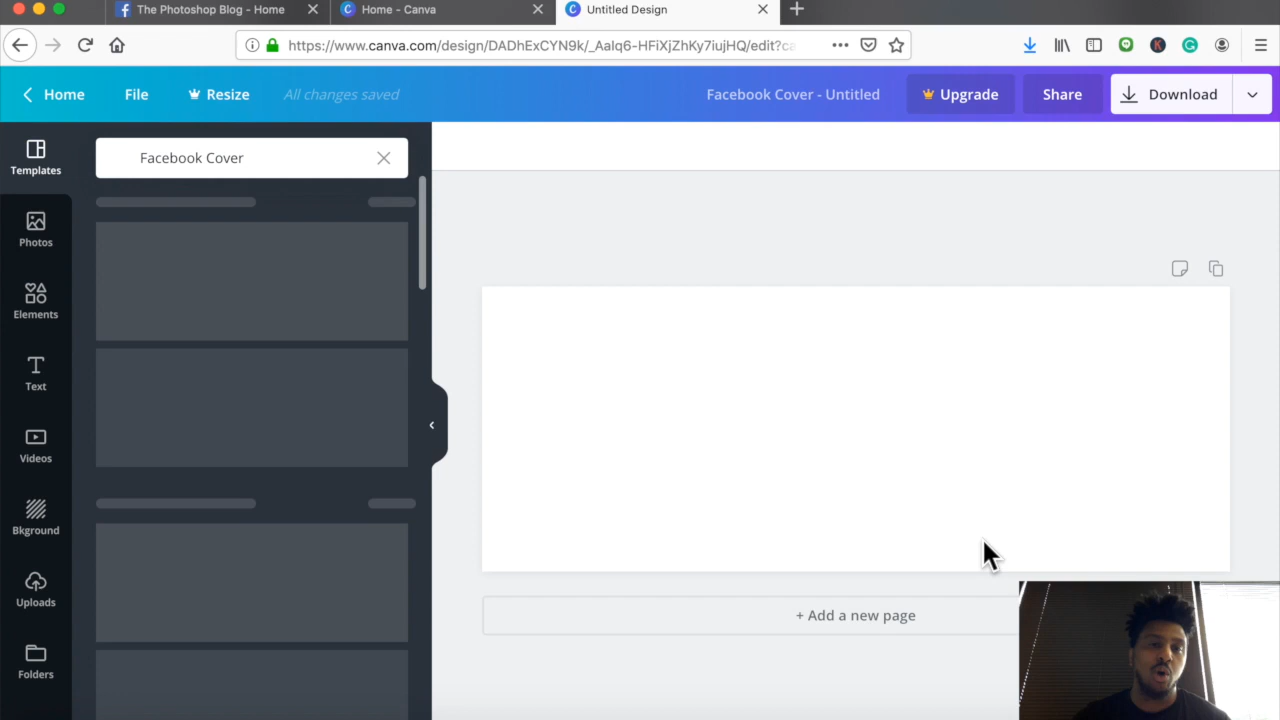 The Photoshop Blog - Home
Home - Canva
Untitled Design
https://www.canva.com/design/DADhExCYN9k/_AaIq6-HFiXjZhKy7iujHQ/edit?ca
Home
File
Resize
All changes saved
Facebook Cover - Untitled
Upgrade
Share
Download
Templates
Facebook Cover
Photos
Elements
Text
Videos
Bkground
Uploads
Folders
+ Add a new page